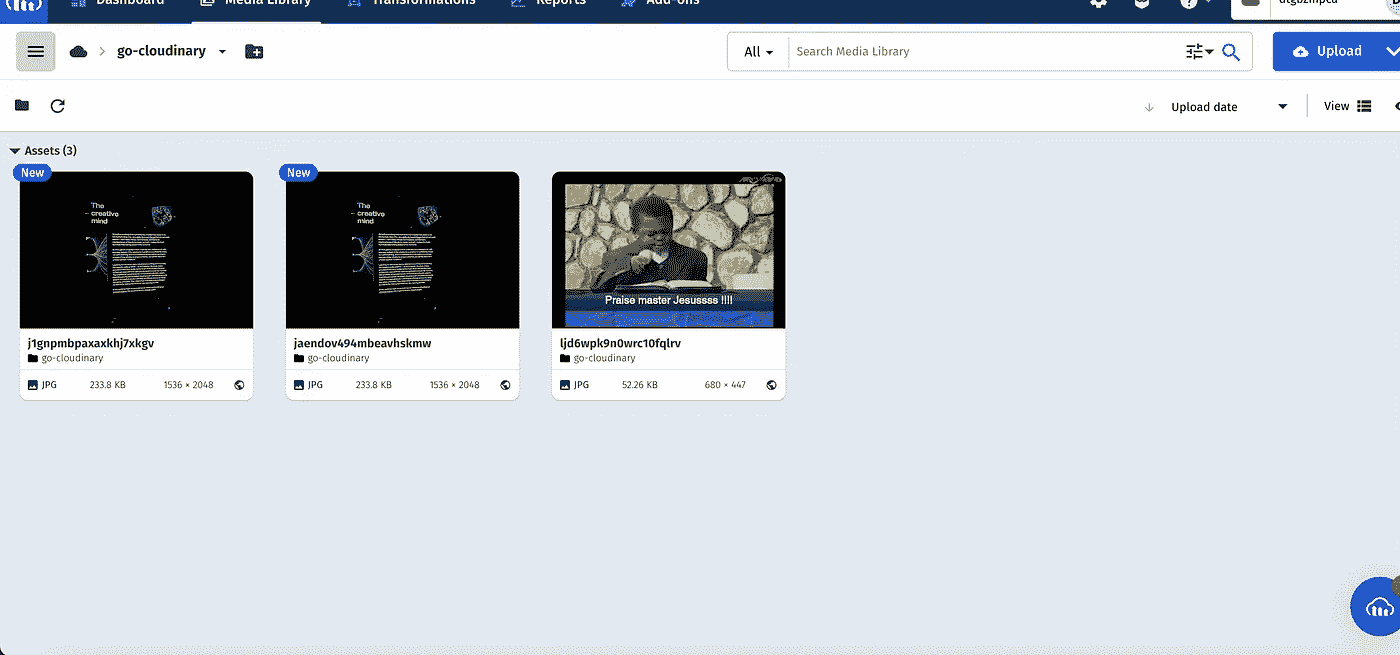 Dashboard Media Library Transformations Reports Add-ons
go-cloudinary All Search Media Library Upload
Upload date View
Assets (3)
New New
The The
creative creative
mind mind
Praise master Jesussss !!!!
j1gnpmbpaxaxkhj7xkgv jaendov494mbeavhskmw ljd6wpk9n0wrc10fqlrv
go-cloudinary go-cloudinary go-cloudinary
JPG 233.8 KB 1536 × 2048 JPG 233.8 KB 1536 × 2048 JPG 52.26 KB 680 × 447